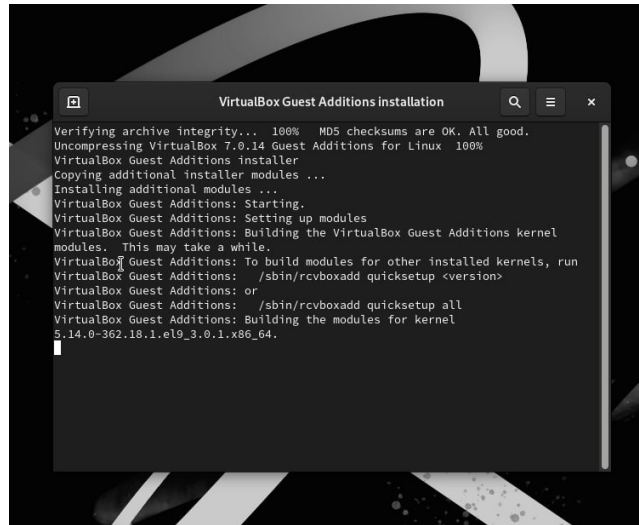 VirtualBox Guest Additions installation
Verifying archive integrity...  100%   MD5 checksums are OK. All good.
Uncompressing VirtualBox 7.0.14 Guest Additions for Linux  100%
VirtualBox Guest Additions installer
Copying additional installer modules ...
Installing additional modules ...
VirtualBox Guest Additions: Starting.
VirtualBox Guest Additions: Setting up modules
VirtualBox Guest Additions: Building the VirtualBox Guest Additions kernel
modules.  This may take a while.
VirtualBox Guest Additions: To build modules for other installed kernels, run
VirtualBox Guest Additions:   /sbin/rcvboxadd quicksetup <version>
VirtualBox Guest Additions: or
VirtualBox Guest Additions:   /sbin/rcvboxadd quicksetup all
VirtualBox Guest Additions: Building the modules for kernel
5.14.0-362.18.1.el9_3.0.1.x86_64.